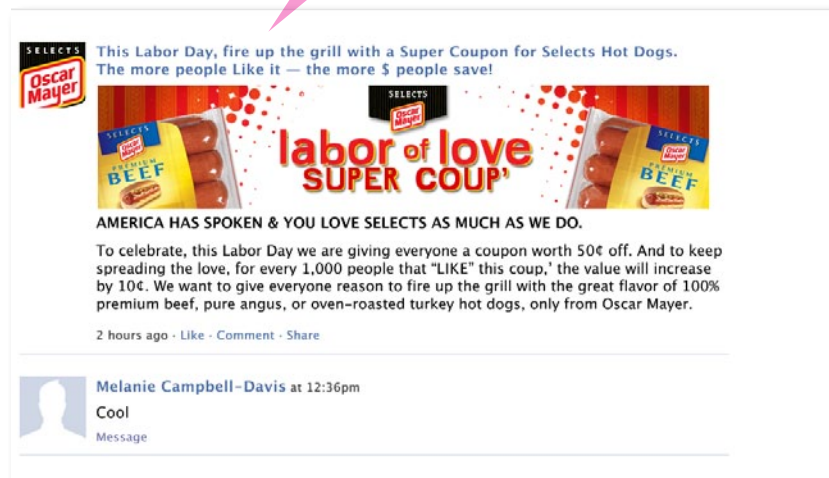 SELECTS
Oscar
Mayer
This Labor Day, fire up the grill with a Super Coupon for Selects Hot Dogs.
The more people Like it — the more $ people save!
SELECTS
Oscar
Mayer
labor of love
SUPER COUP'
SELECTS
Oscar
Mayer
PREMIUM
BEEF
SELECTS
Oscar
Mayer
PREMIUM
BEEF
AMERICA HAS SPOKEN & YOU LOVE SELECTS AS MUCH AS WE DO.
To celebrate, this Labor Day we are giving everyone a coupon worth 50¢ off. And to keep
spreading the love, for every 1,000 people that “LIKE” this coup,’ the value will increase
by 10¢. We want to give everyone reason to fire up the grill with the great flavor of 100%
premium beef, pure angus, or oven-roasted turkey hot dogs, only from Oscar Mayer.
2 hours ago · Like · Comment · Share
Melanie Campbell-Davis at 12:36pm
Cool
Message